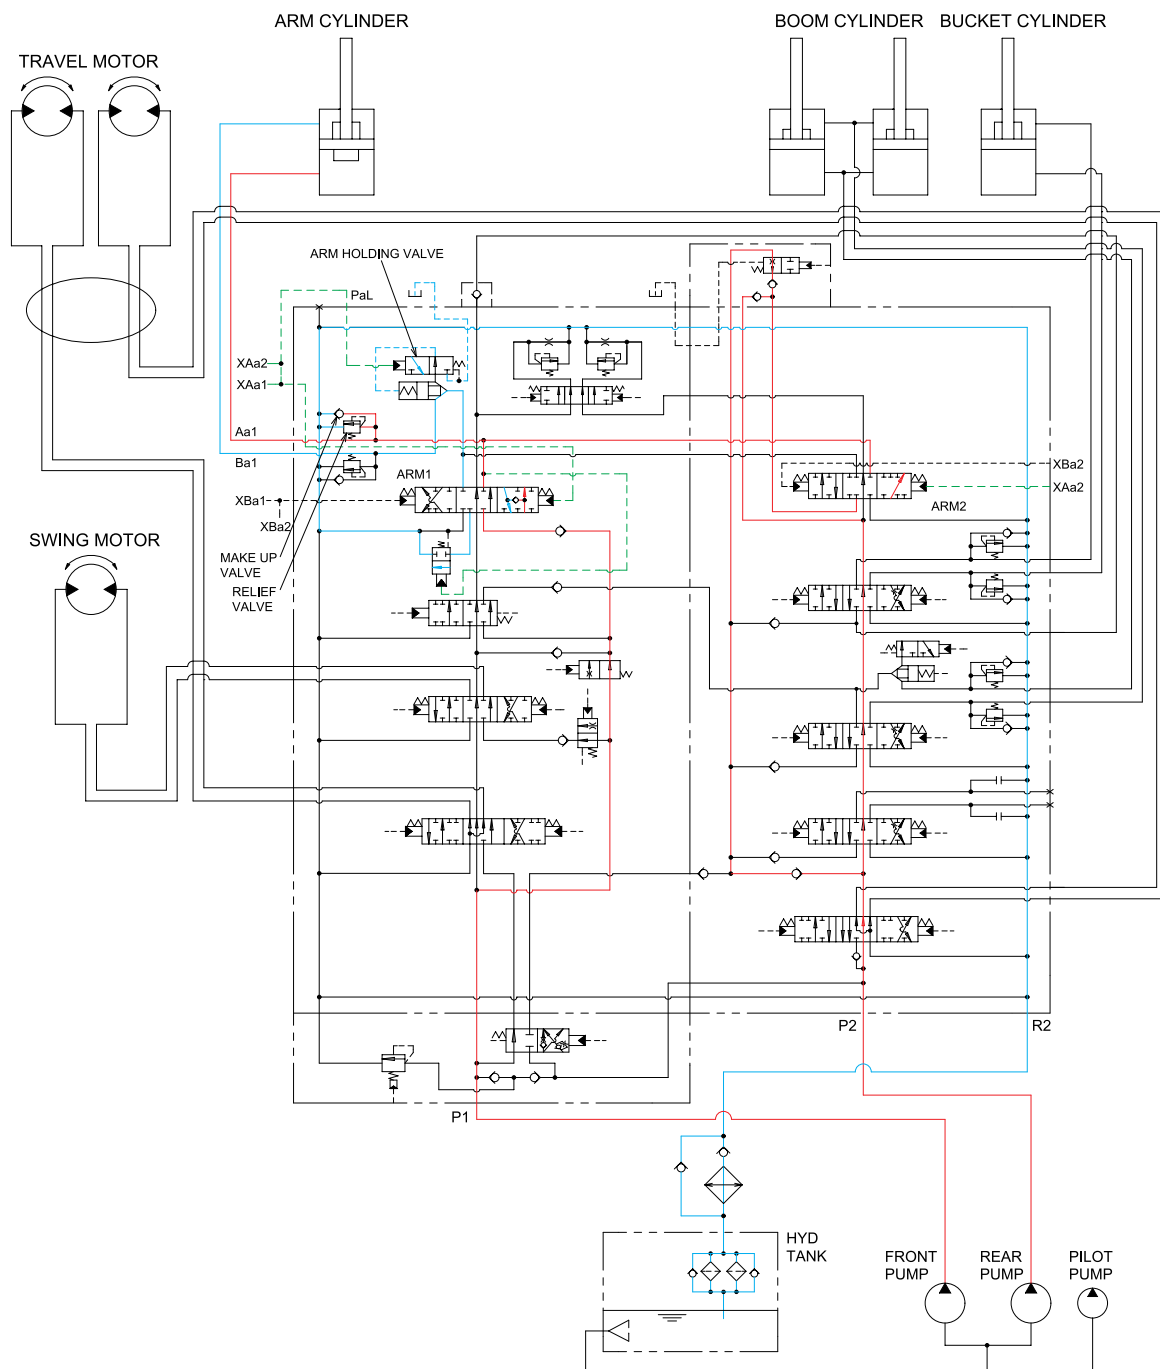 ARM CYLINDER
BOOM CYLINDER
BUCKET CYLINDER
TRAVEL MOTOR
ARM HOLDING VALVE
PaL
XAa2
XAa1
Aa1
Ba1
ARM1
XBa1
XBa2
XBa2
XAa2
ARM2
SWING MOTOR
MAKE UP
VALVE
RELIEF
VALVE
P2
R2
P1
HYD
TANK
FRONT
PUMP
REAR
PUMP
PILOT
PUMP